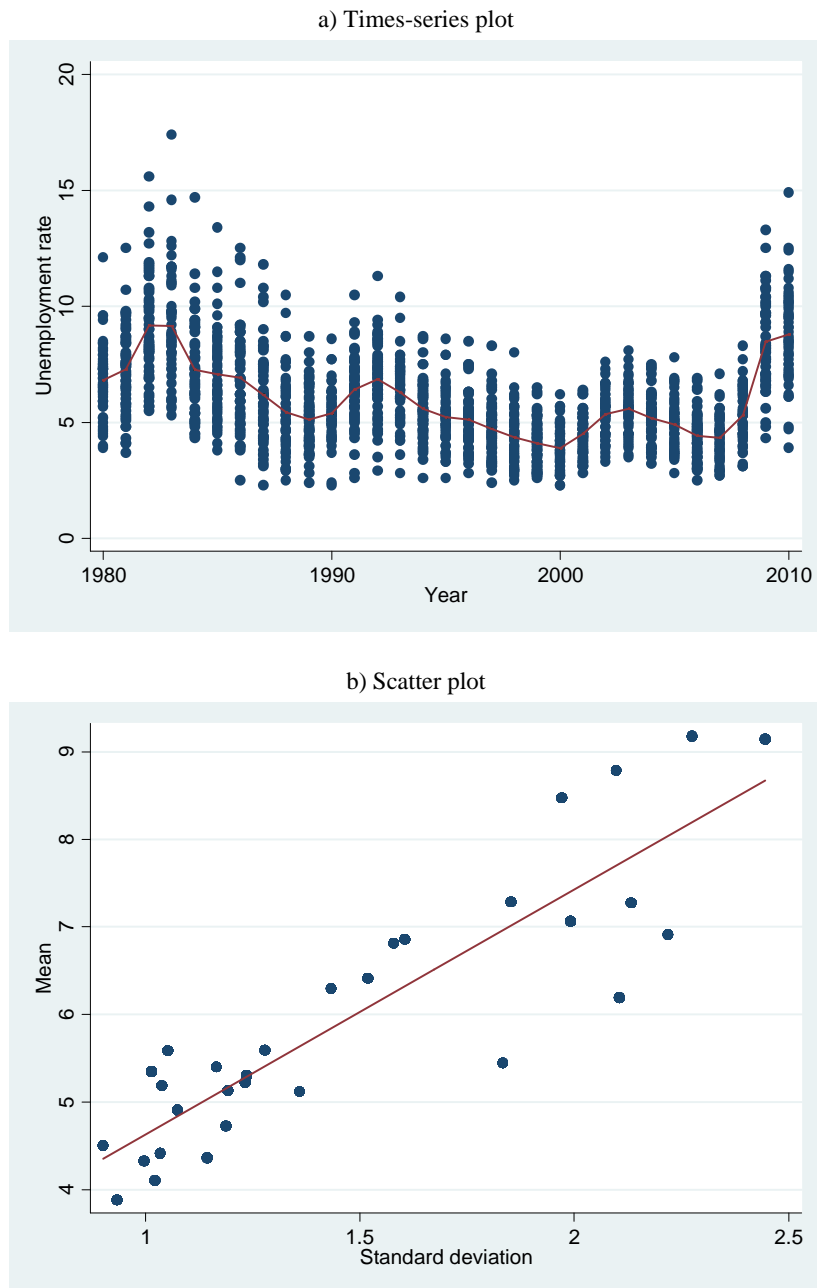 a) Times-series plot
20
15
10
5
0
Unemployment rate
1980 1990 2000 2010
Year
b) Scatter plot
9
8
7
6
5
4
Mean
1 1.5 2 2.5
Standard deviation